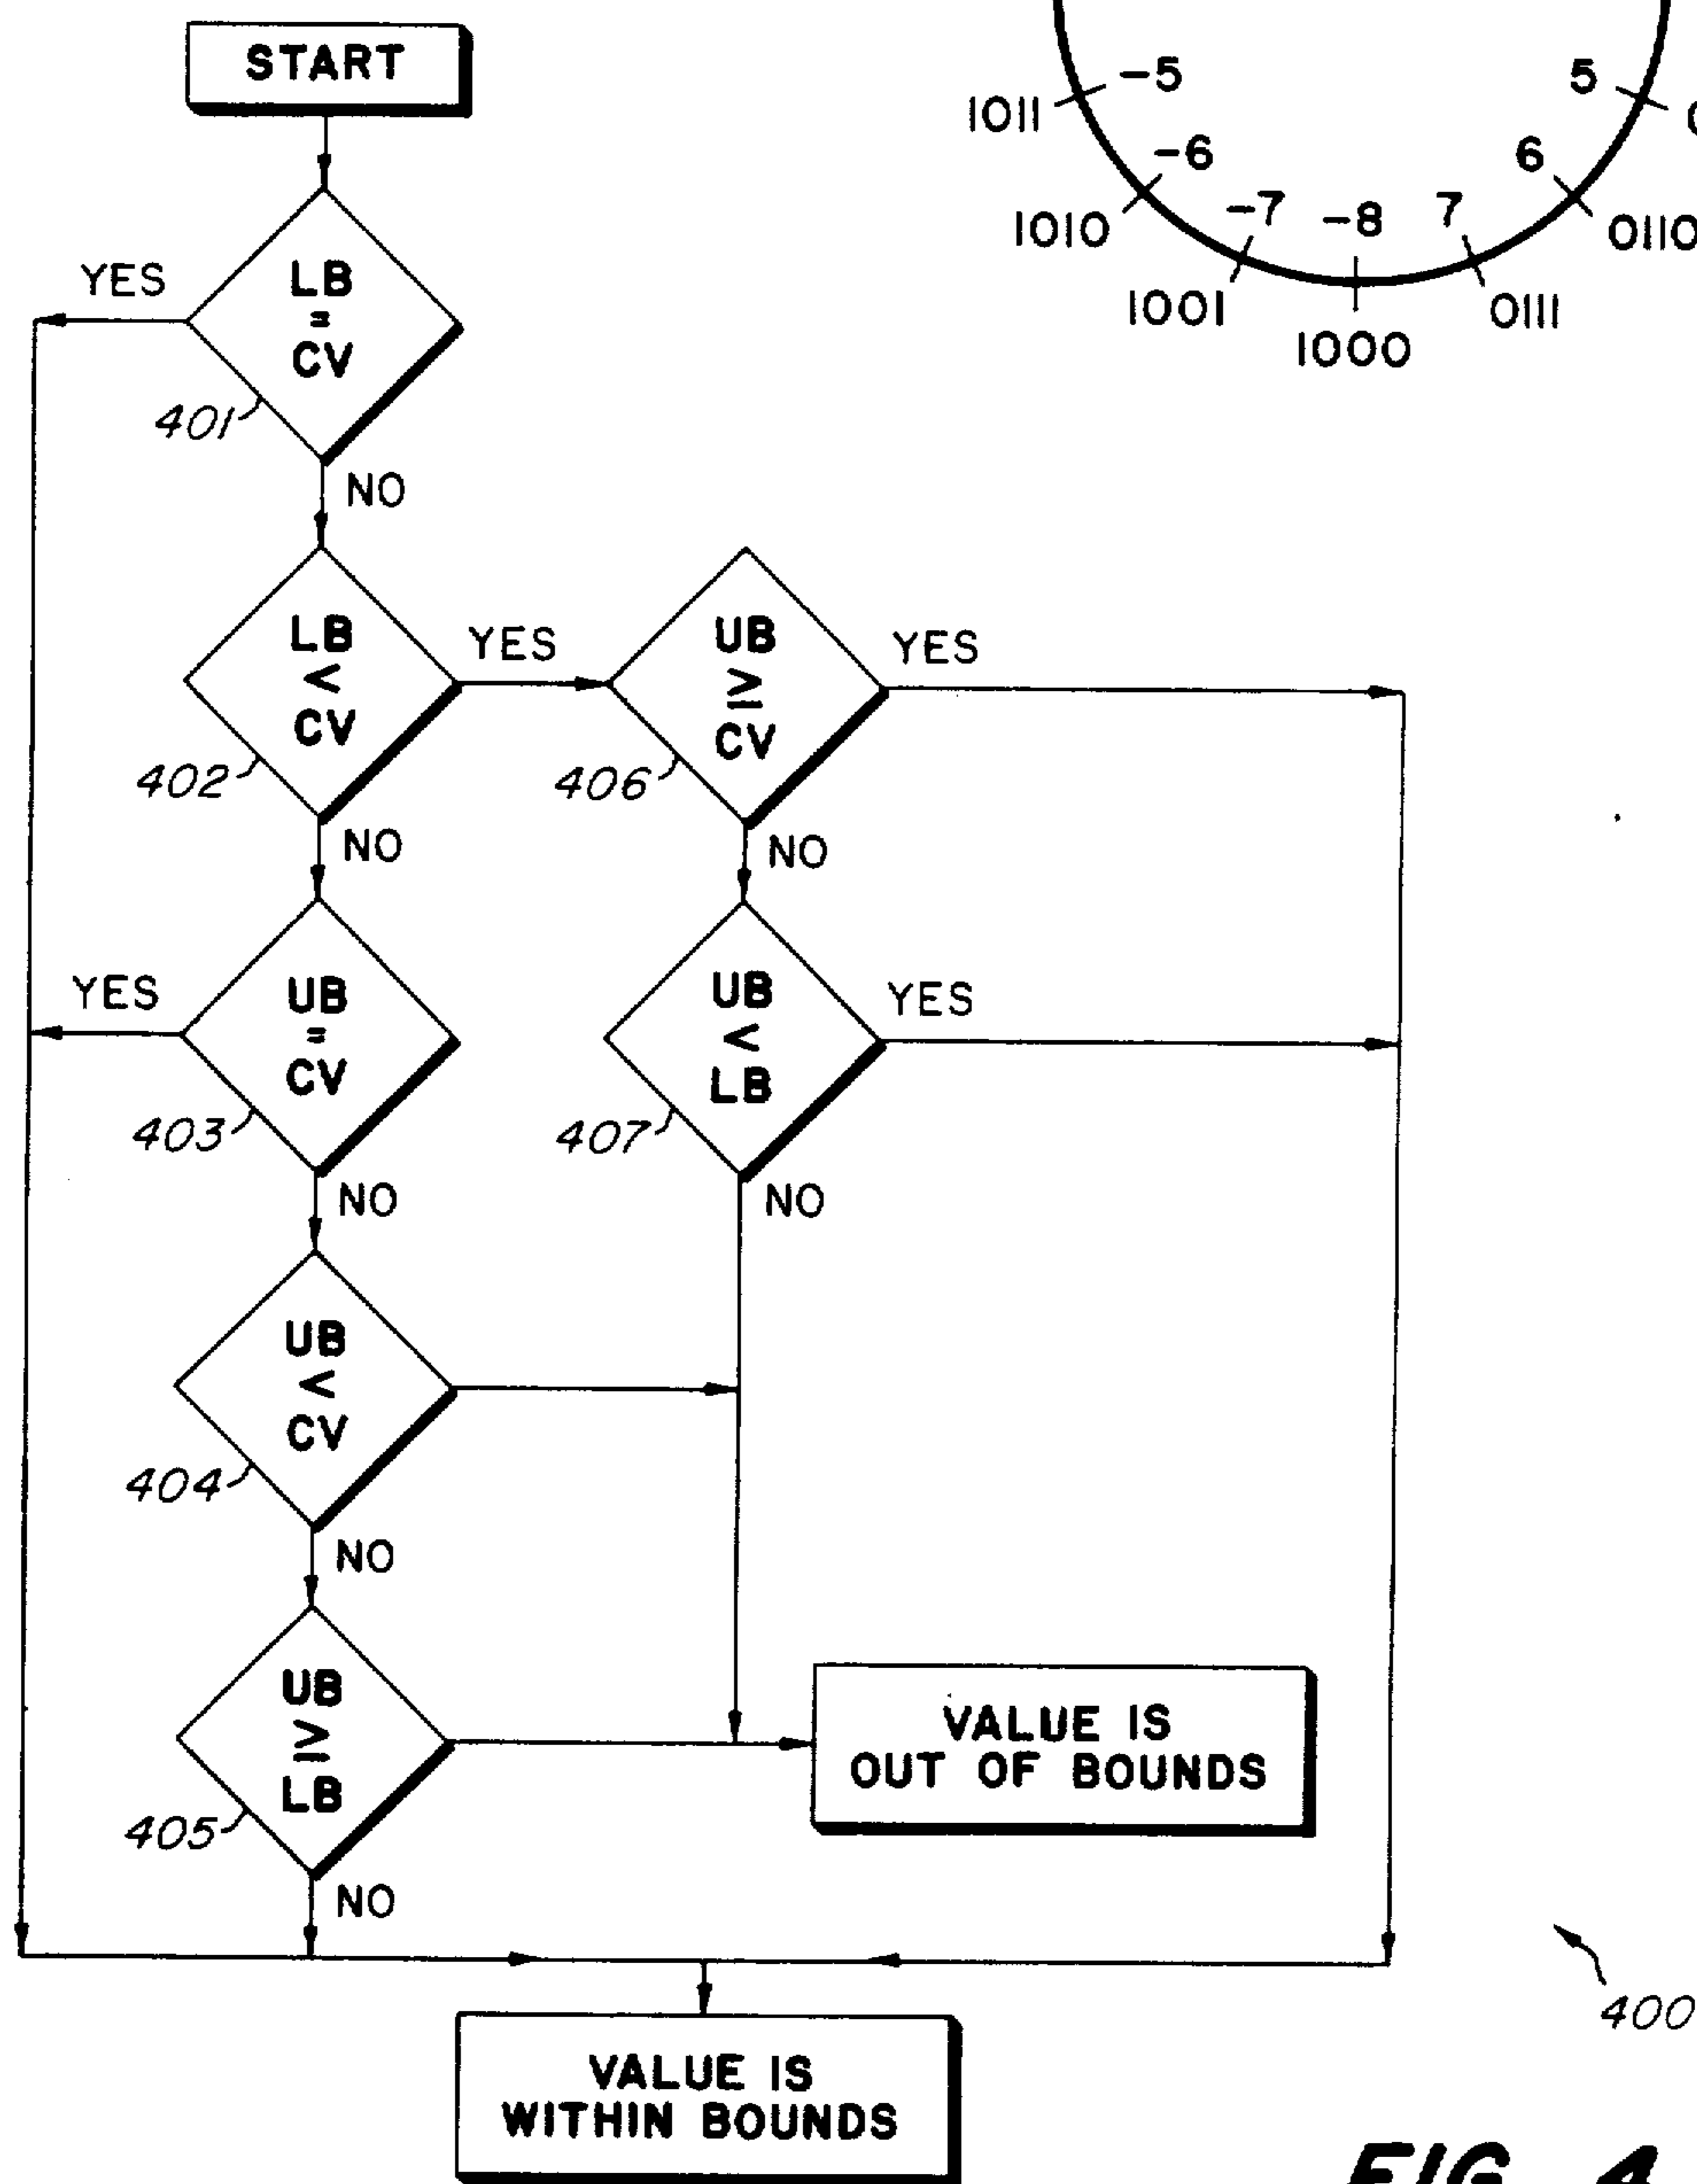 START
YES
LB
=
CV
401
NO
LB
<
CV
402
YES
UB
≥
CV
406
YES
NO
NO
YES
UB
=
CV
403
UB
<
LB
407
YES
NO
NO
UB
<
CV
404
NO
UB
≥
LB
405
VALUE IS
OUT OF BOUNDS
NO
VALUE IS
WITHIN BOUNDS
400
-5
5
1011
-6
6
1010
-7
-8
7
0110
1001
1000
0111
FIG. 4